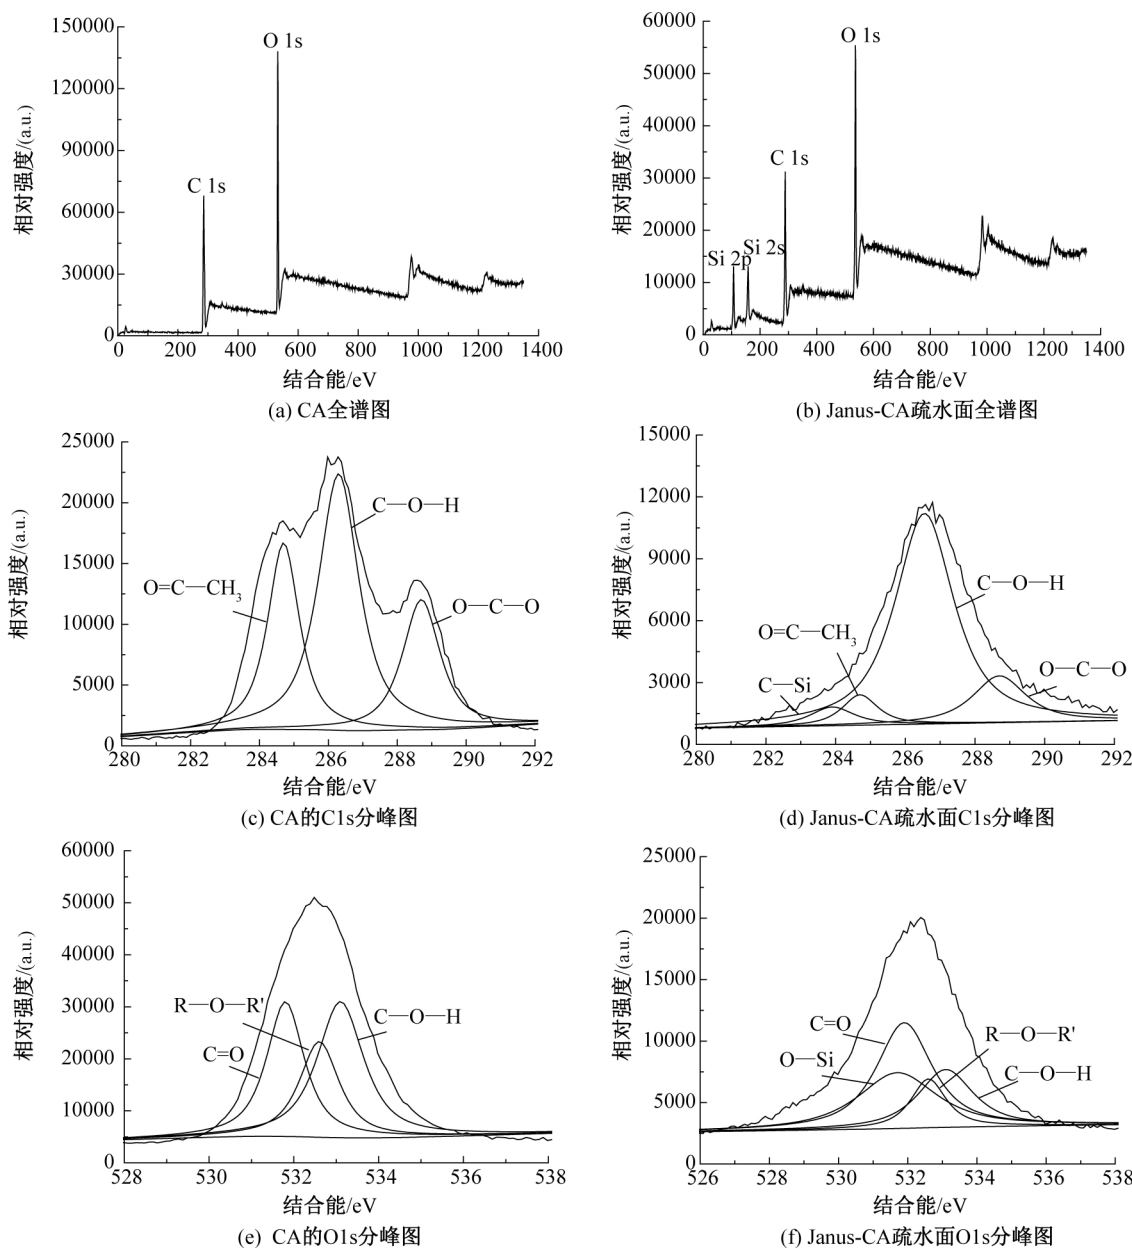 150000
120000
90000
60000
30000
0
相对强度/(a.u.)
O 1s
C 1s
0 200 400 600 800 1000 1200 1400
结合能/eV
(a) CA全谱图
60000
50000
40000
30000
20000
10000
0
相对强度/(a.u.)
O 1s
C 1s
Si 2s
Si 2p
0 200 400 600 800 1000 1200 1400
结合能/eV
(b) Janus-CA疏水面全谱图
25000
20000
15000
10000
5000
0
相对强度/(a.u.)
C—O—H
O=C—CH₃
O—C—O
280 282 284 286 288 290 292
结合能/eV
(c) CA的C1s分峰图
15000
12000
9000
6000
3000
0
相对强度/(a.u.)
C—O—H
O=C—CH₃
O—C—O
C—Si
280 282 284 286 288 290 292
结合能/eV
(d) Janus-CA疏水面C1s分峰图
60000
50000
40000
30000
20000
10000
0
相对强度/(a.u.)
R—O—R'
C—O—H
C=O
528 530 532 534 536 538
结合能/eV
(e) CA的O1s分峰图
25000
20000
15000
10000
5000
0
相对强度/(a.u.)
C=O
R—O—R'
O—Si
C—O—H
526 528 530 532 534 536 538
结合能/eV
(f) Janus-CA疏水面O1s分峰图